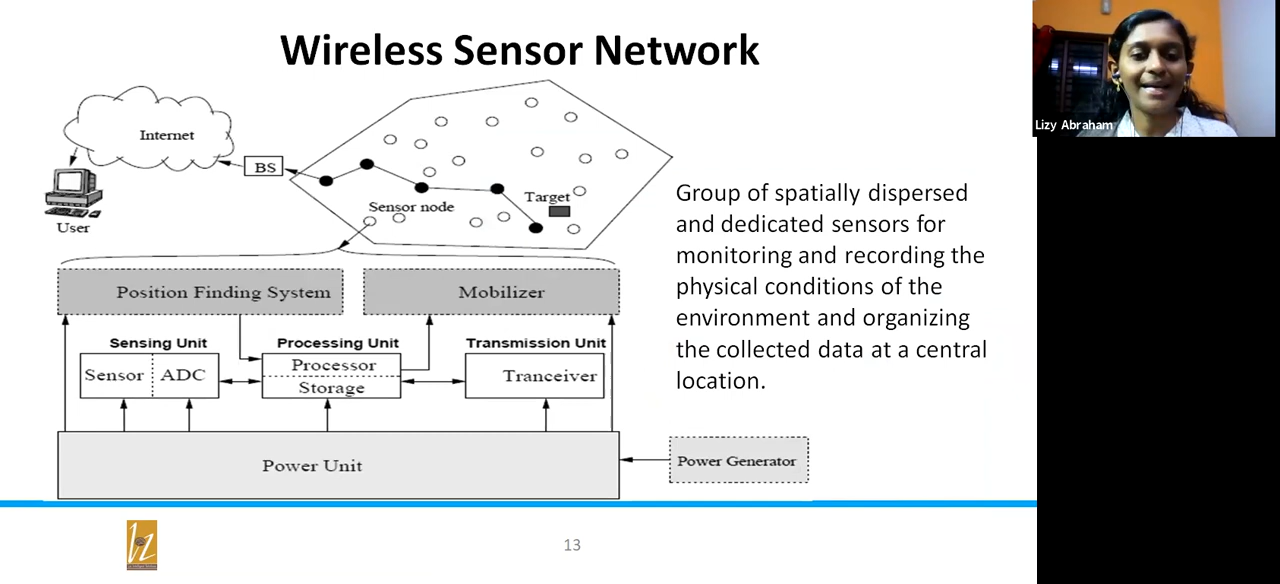 Wireless Sensor Network
Lizy Abraham
Internet
BS
User
Sensor node
Target
Group of spatially dispersed
and dedicated sensors for
monitoring and recording the
physical conditions of the
environment and organizing
the collected data at a central
location.
Position Finding System
Mobilizer
Sensing Unit
Processing Unit
Transmission Unit
Sensor
ADC
Processor
Storage
Tranceiver
Power Unit
Power Generator
13